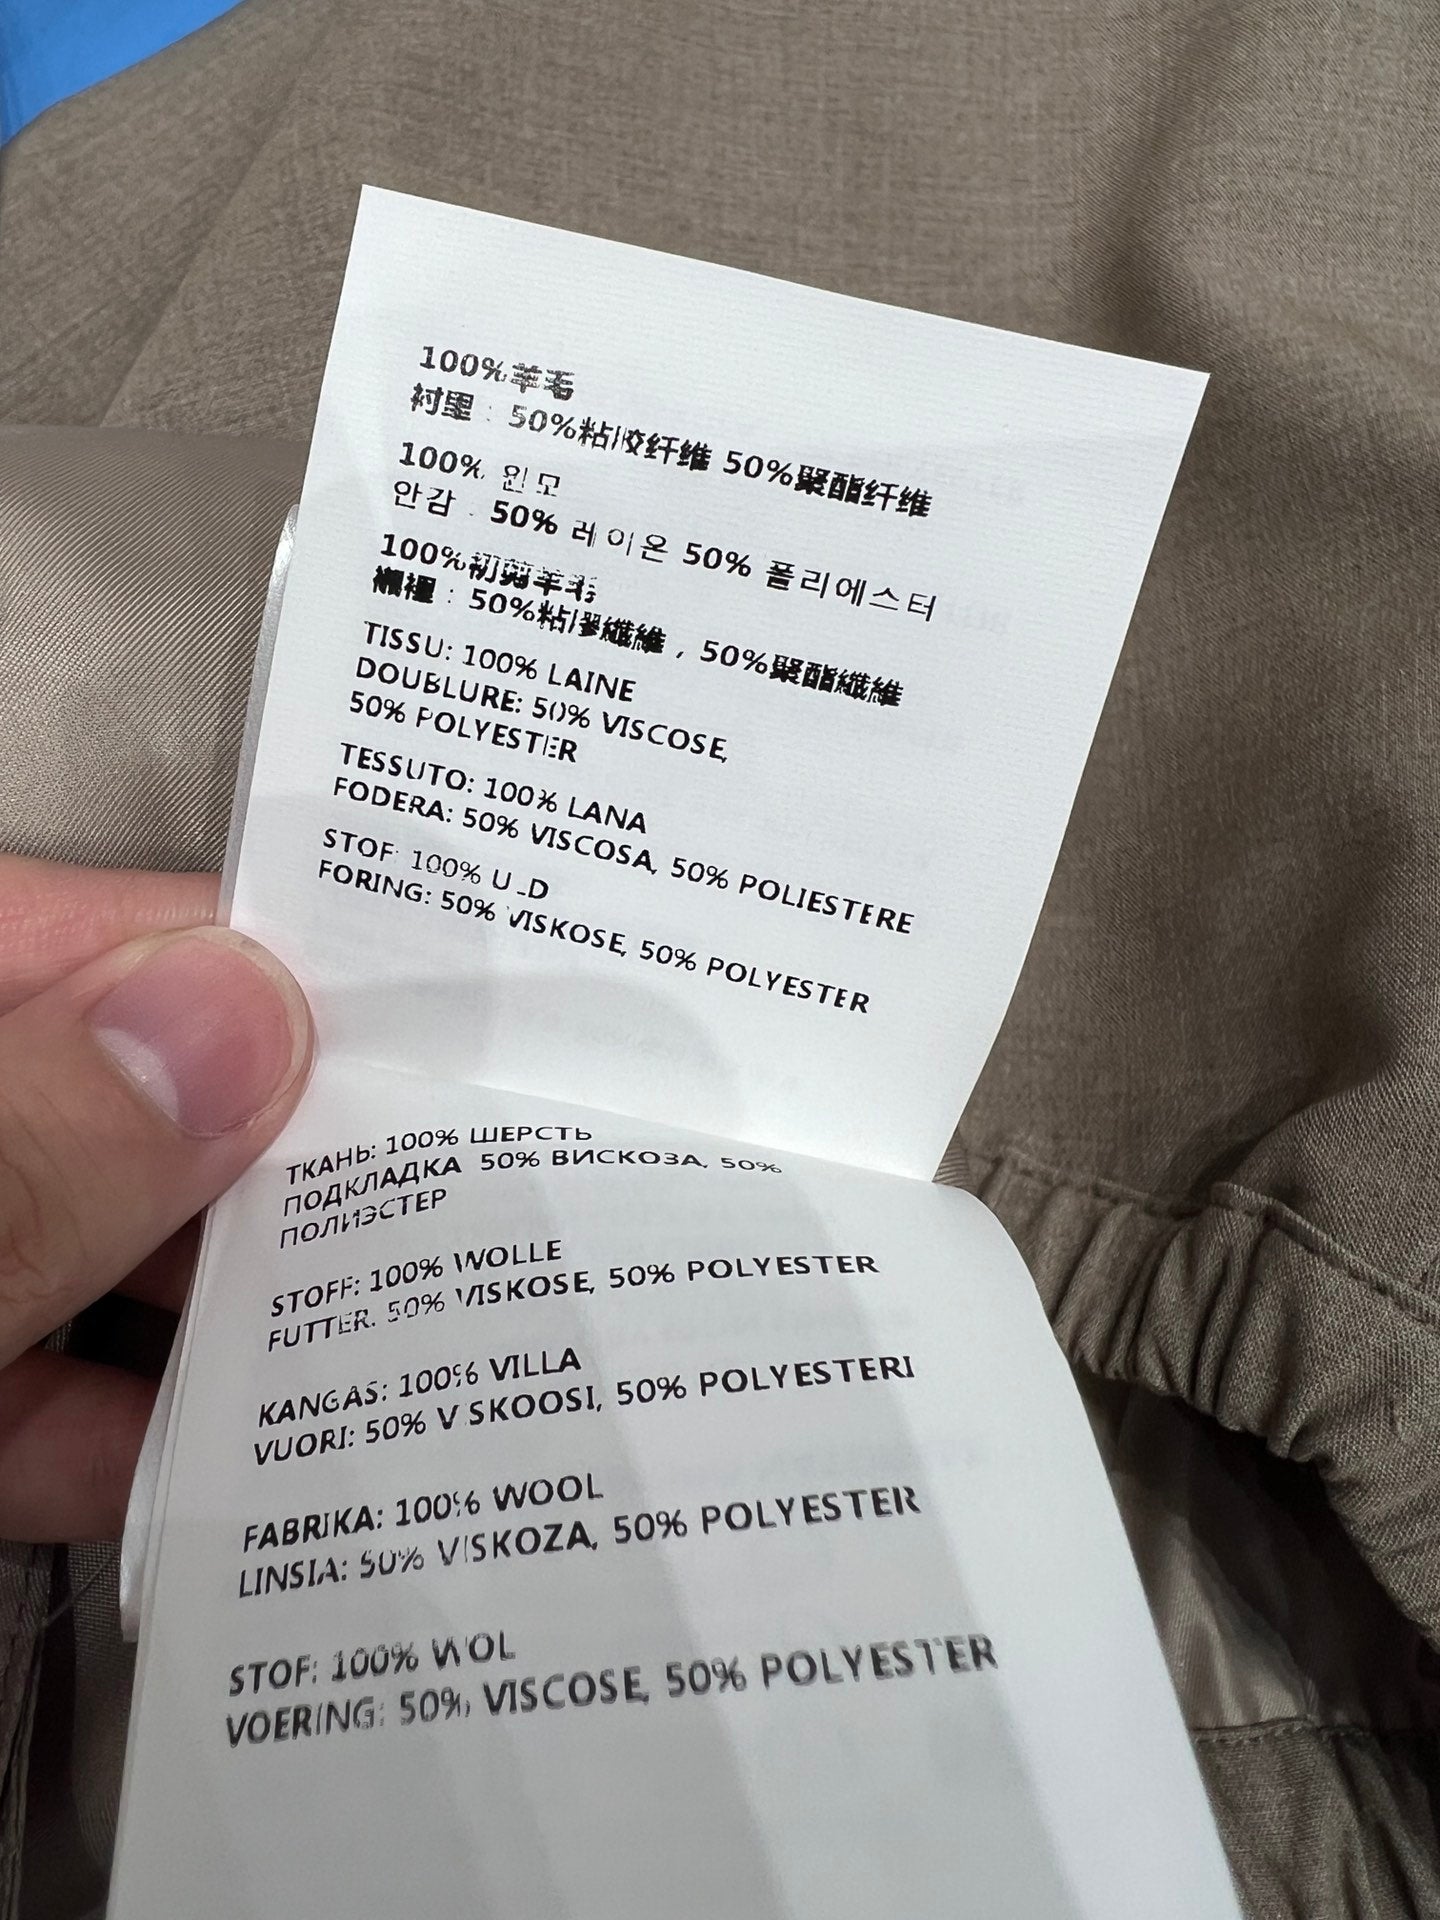 100%羊毛
衬里：50%粘胶纤维 50%聚酯纤维
100% 원모
안감 : 50% 레이온 50% 폴리에스터
100%初剪羊毛
襯裡：50%粘膠纖維，50%聚酯纖維
TISSU: 100% LAINE
DOUBLURE: 50% VISCOSE,
50% POLYESTER
TESSUTO: 100% LANA
FODERA: 50% VISCOSA, 50% POLIESTERE
STOF: 100% ULD
FORING: 50% VISKOSE, 50% POLYESTER
ТКАНЬ: 100% ШЕРСТЬ
ПОДКЛАДКА 50% ВИСКОЗА, 50%
ПОЛИЭСТЕР
STOFF: 100% WOLLE
FUTTER: 50% VISKOSE, 50% POLYESTER
KANGAS: 100% VILLA
VUORI: 50% VISKOOSI, 50% POLYESTERI
FABRIKA: 100% WOOL
LINSIA: 50% VISKOZA, 50% POLYESTER
STOF: 100% WOL
VOERING: 50% VISCOSE, 50% POLYESTER